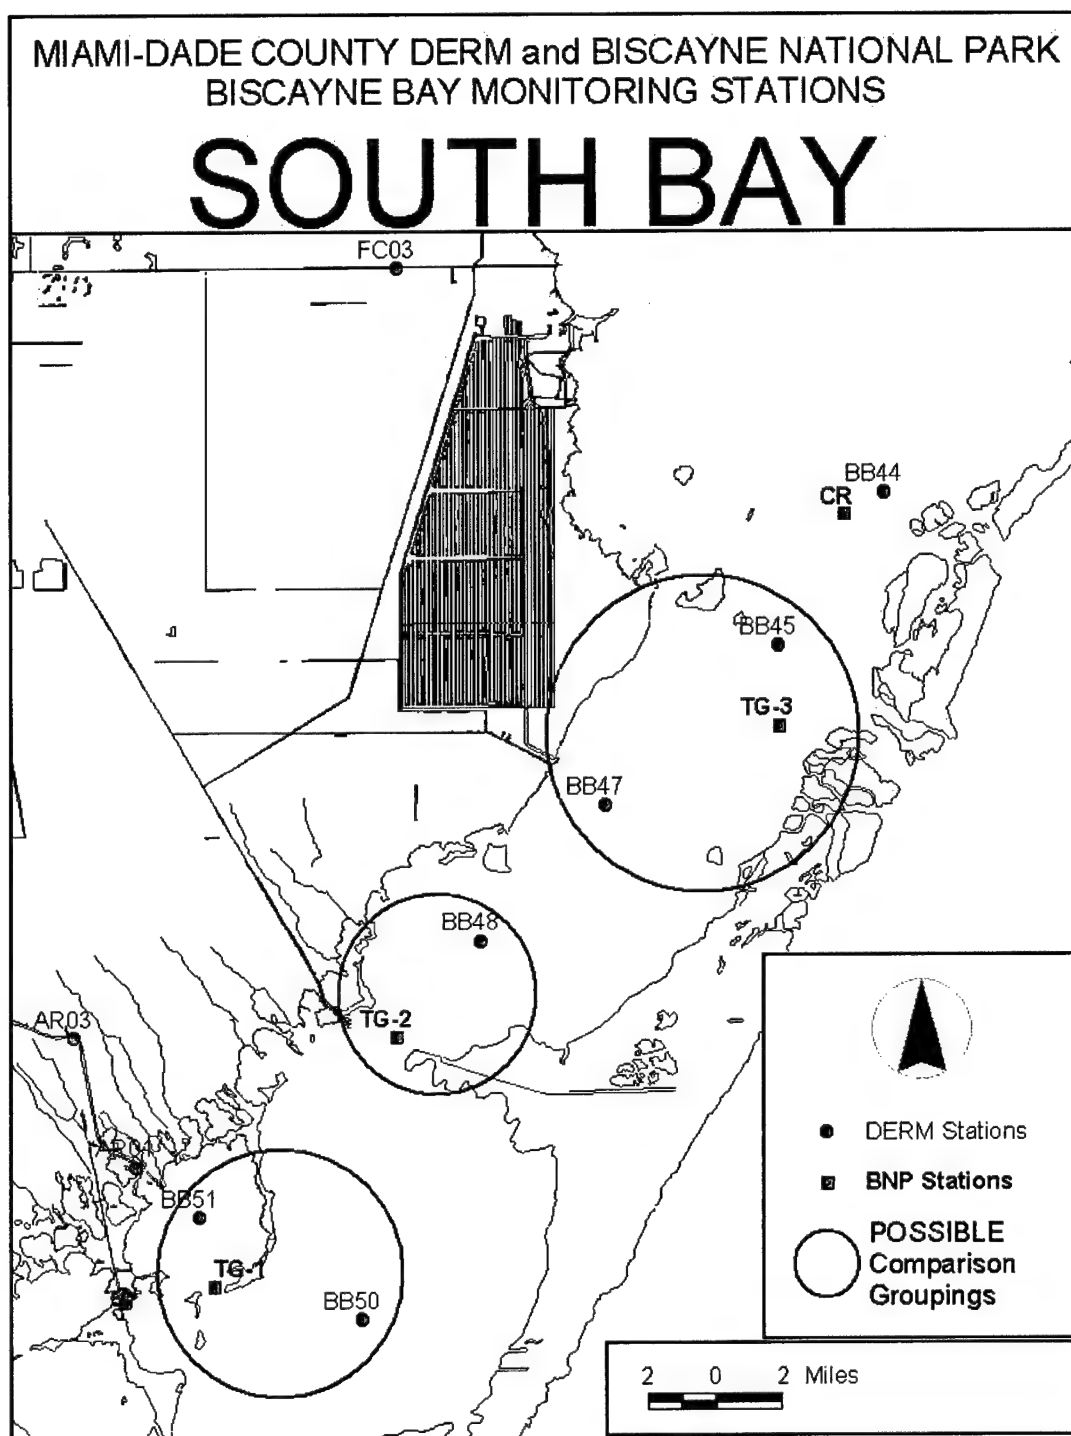 MIAMI-DADE COUNTY DERM and BISCAYNE NATIONAL PARK
BISCAYNE BAY MONITORING STATIONS
SOUTH BAY
FC03
BB44
CR
BB45
TG-3
BB47
BB48
TG-2
AR03
BB51
TG-1
BB50
DERM Stations
BNP Stations
POSSIBLE
Comparison
Groupings
2 0 2 Miles